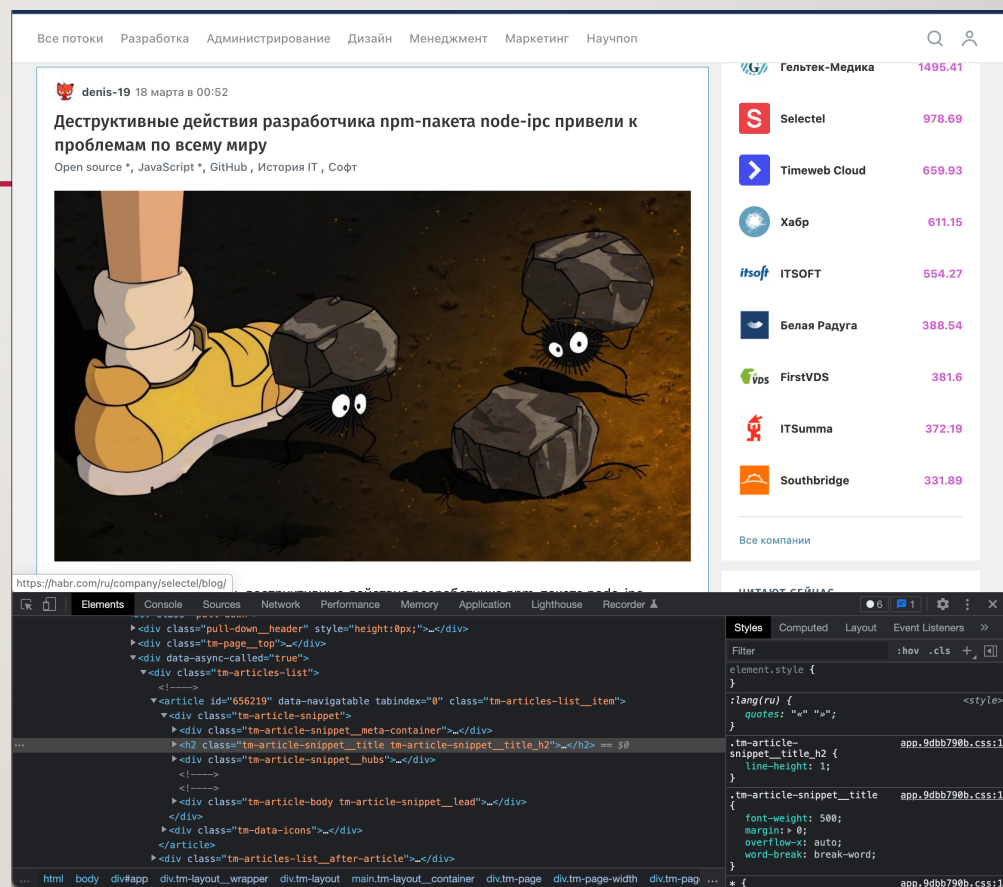 Все потоки Разработка Администрирование Дизайн Менеджмент Маркетинг Научпоп
denis-19 18 марта в 00:52
Деструктивные действия разработчика npm-пакета node-ipc привели к
проблемам по всему миру
Open source *, JavaScript *, GitHub , История IT , Софт
Гельтек-Медика 1495.41
S Selectel 978.69
Timeweb Cloud 659.93
Хабр 611.15
itsoft ITSOFT 554.27
Белая Радуга 388.54
VDS FirstVDS 381.6
ITSumma 372.19
Southbridge 331.89
Все компании
https://habr.com/ru/company/selectel/blog/
Elements Console Sources Network Performance Memory Application Lighthouse Recorder 6 1
<div class="pull-down__header" style="height:0px;">…</div>
<div class="tm-page__top">…</div>
<div data-async-called="true">
<div class="tm-articles-list">
<!---->
<article id="656219" data-navigatable tabindex="0" class="tm-articles-list__item">
<div class="tm-article-snippet">
<div class="tm-article-snippet__meta-container">…</div>
... <h2 class="tm-article-snippet__title tm-article-snippet__title_h2">…</h2> == $0
<div class="tm-article-snippet__hubs">…</div>
<!---->
<!---->
<div class="tm-article-body tm-article-snippet__lead">…</div>
</div>
<div class="tm-data-icons">…</div>
</article>
<div class="tm-articles-list__after-article">…</div>
... html body div#app div.tm-layout__wrapper div.tm-layout main.tm-layout__container div.tm-page div.tm-page-width div.tm-pag ...
Styles Computed Layout Event Listeners »
Filter :hov .cls +
element.style {
}
:lang(ru) { <style>
quotes: "«" "»";
}
.tm-article- app.9dbb790b.css:1
snippet__title_h2 {
line-height: 1;
}
.tm-article-snippet__title app.9dbb790b.css:1
{
font-weight: 500;
margin: 0;
overflow-x: auto;
word-break: break-word;
}
* { app.9dbb790b.css:1